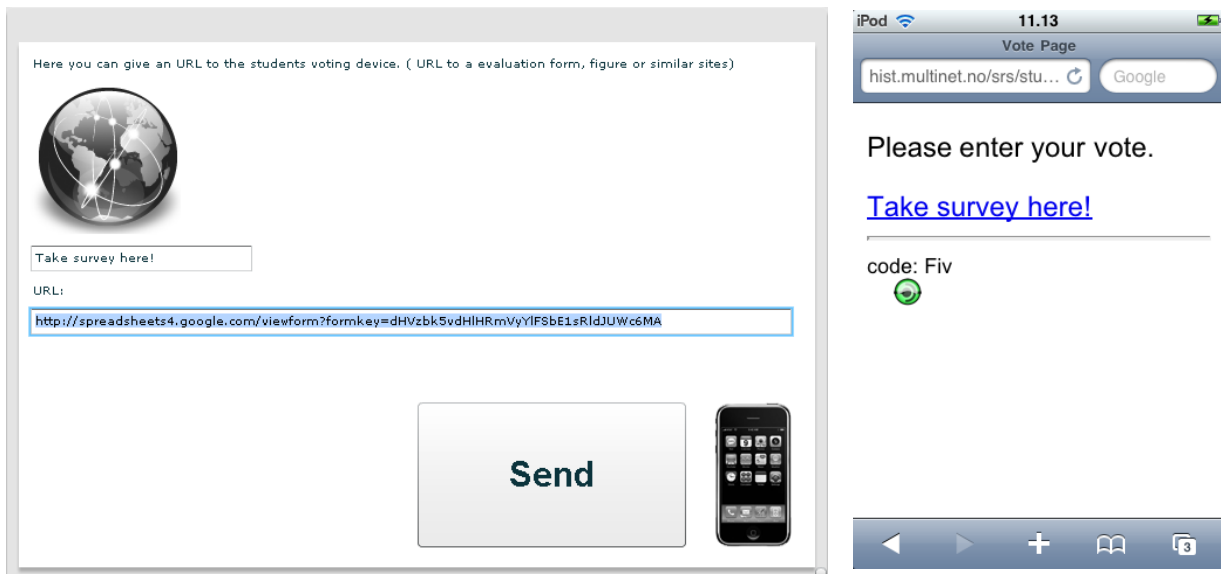 Here you can give an URL to the students voting device. ( URL to a evaluation form, figure or similar sites)
Take survey here!
URL:
http://spreadsheets4.google.com/viewform?formkey=dHVzbk5vdHlHRmVyYlFSbE1sRldJUWc6MA
Send
iPod 11.13
Vote Page
hist.multinet.no/srs/stu... Google
Please enter your vote.
Take survey here!
code: Fiv
3